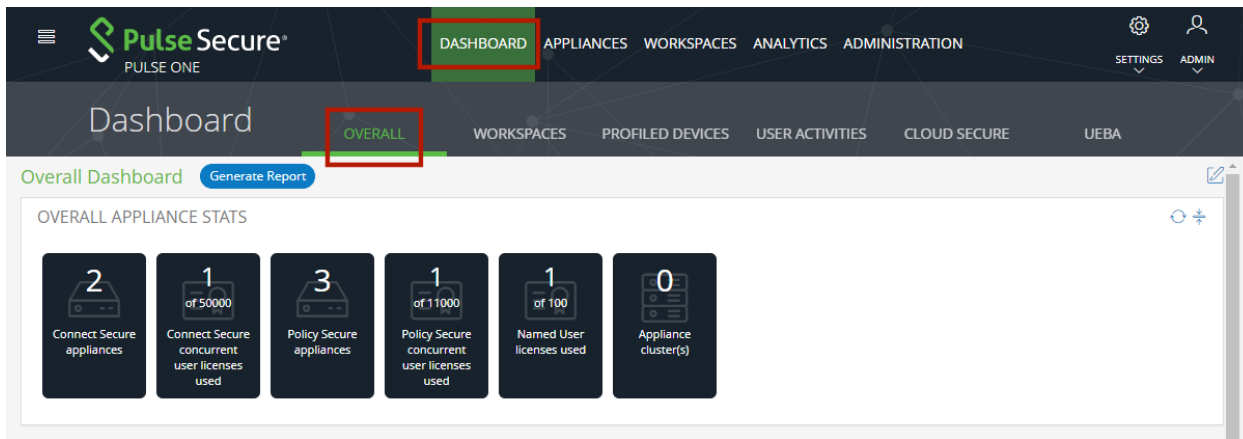 Pulse Secure®
PULSE ONE
DASHBOARD APPLIANCES WORKSPACES ANALYTICS ADMINISTRATION
SETTINGS ADMIN
Dashboard
OVERALL WORKSPACES PROFILED DEVICES USER ACTIVITIES CLOUD SECURE UEBA
Overall Dashboard Generate Report
OVERALL APPLIANCE STATS
2
Connect Secure
appliances
1
of 50000
Connect Secure
concurrent
user licenses
used
3
Policy Secure
appliances
1
of 11000
Policy Secure
concurrent
user licenses
used
1
of 100
Named User
licenses used
0
Appliance
cluster(s)